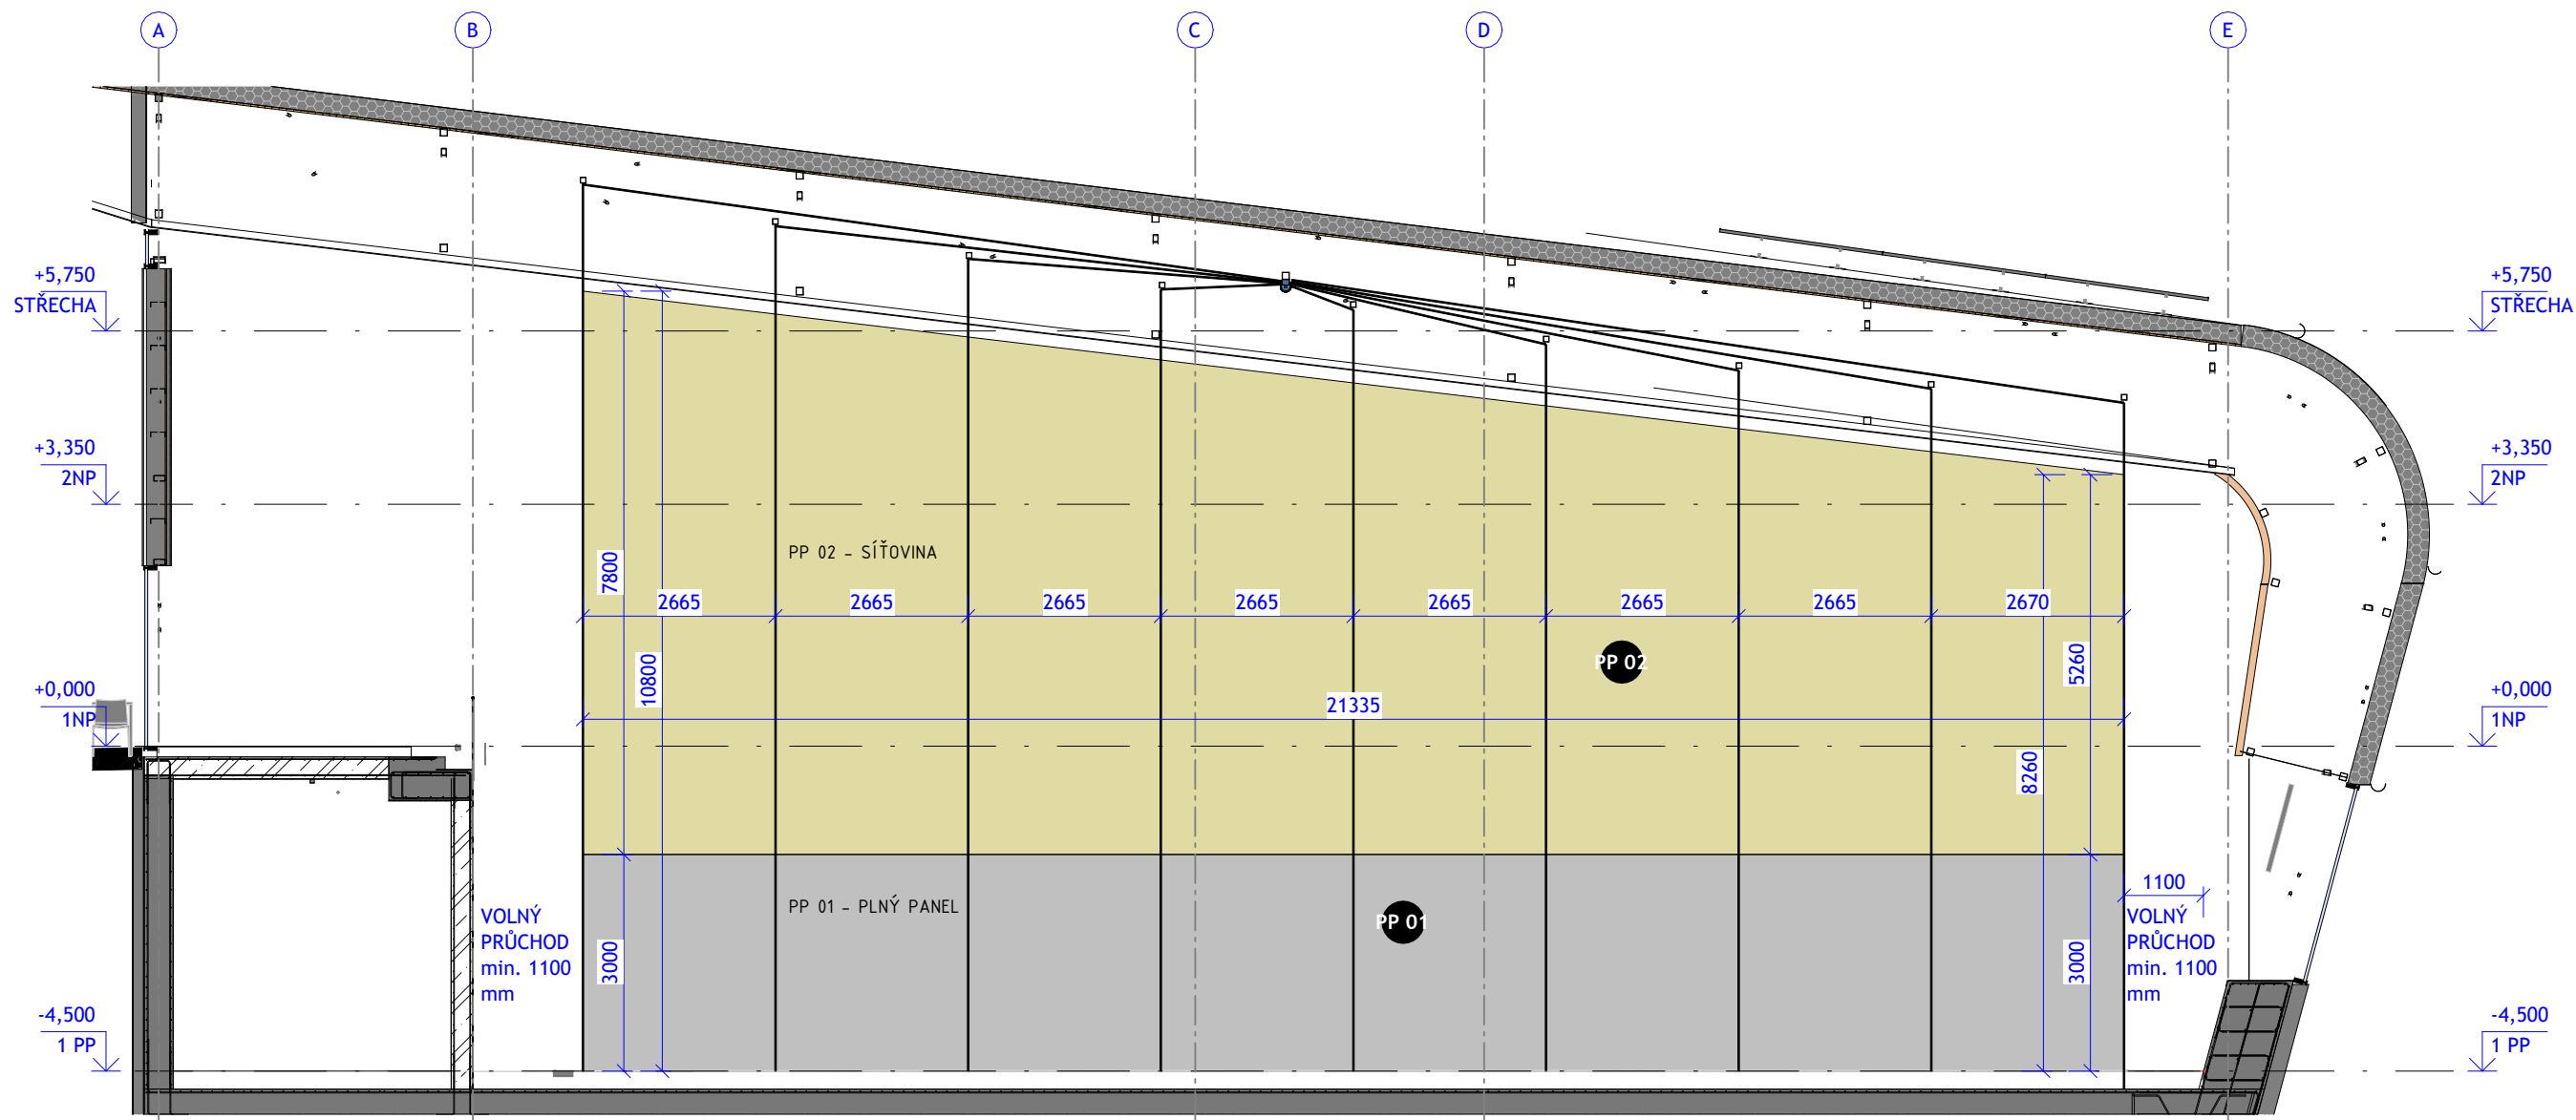 A
B
C
D
E
+5,750
STŘECHA
+5,750
STŘECHA
+3,350
2NP
+3,350
2NP
PP 02 – SÍŤOVINA
7800
2665
2665
2665
2665
2665
2665
2665
2670
10800
PP 02
5260
+0,000
1NP
21335
+0,000
1NP
8260
PP 01 – PLNÝ PANEL
PP 01
1100
VOLNÝ
PRŮCHOD
min. 1100
mm
3000
3000
VOLNÝ
PRŮCHOD
min. 1100
mm
-4,500
1 PP
-4,500
1 PP